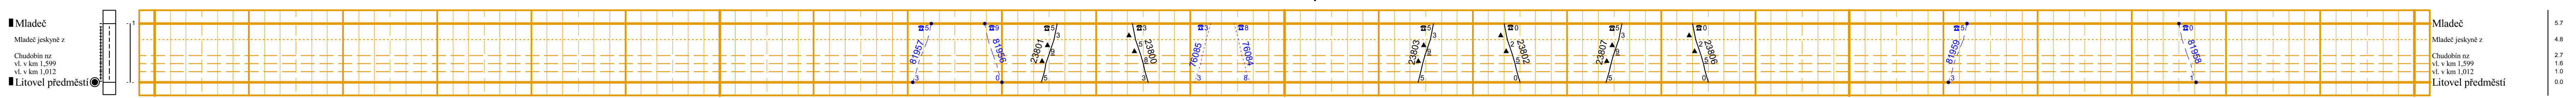 Mladeč 1 Mladeč 5.7
Mladeč jeskyně z Mladeč jeskyně z 4.8
Chudobín nz Chudobín nz 2.7
vl. v km 1,599 vl. v km 1,599 1.6
vl. v km 1,012 vl. v km 1,012 1.0
Litovel předměstí Litovel předměstí 0.0
81957
81956
23801
23800
76085
76084
23803
23802
23807
23806
81959
81958